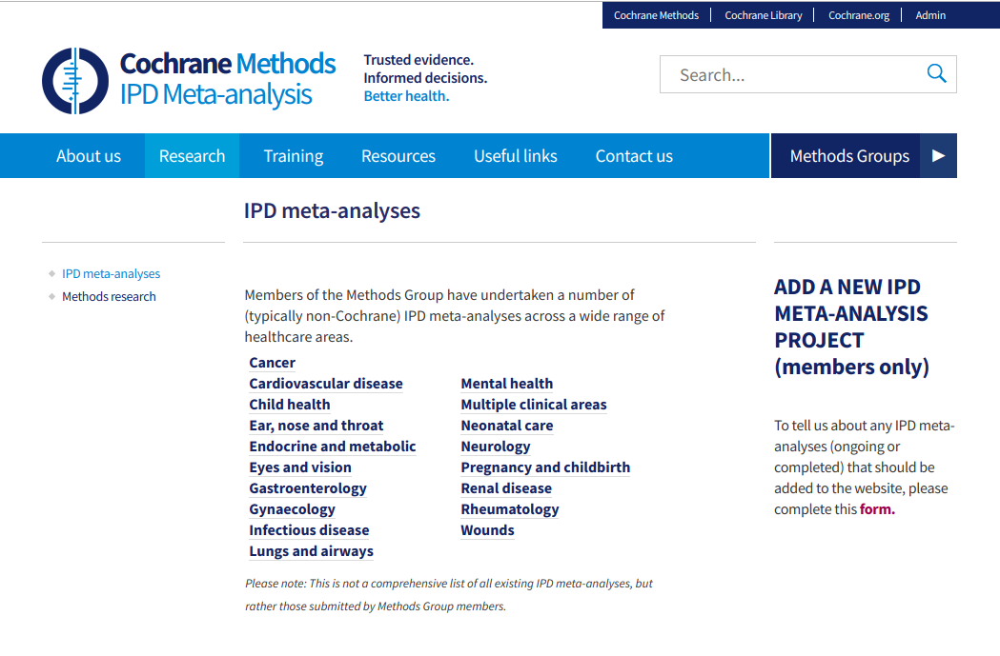 Cochrane Methods
Cochrane Library
Cochrane.org
Admin
Cochrane Methods
IPD Meta-analysis
Trusted evidence.
Informed decisions.
Better health.
Search...
About us
Research
Training
Resources
Useful links
Contact us
Methods Groups
IPD meta-analyses
IPD meta-analyses
Methods research
Members of the Methods Group have undertaken a number of
(typically non-Cochrane) IPD meta-analyses across a wide range of
healthcare areas.
Cancer
Cardiovascular disease
Child health
Ear, nose and throat
Endocrine and metabolic
Eyes and vision
Gastroenterology
Gynaecology
Infectious disease
Lungs and airways
Mental health
Multiple clinical areas
Neonatal care
Neurology
Pregnancy and childbirth
Renal disease
Rheumatology
Wounds
Please note: This is not a comprehensive list of all existing IPD meta-analyses, but
rather those submitted by Methods Group members.
ADD A NEW IPD
META-ANALYSIS
PROJECT
(members only)
To tell us about any IPD meta-
analyses (ongoing or
completed) that should be
added to the website, please
complete this form.